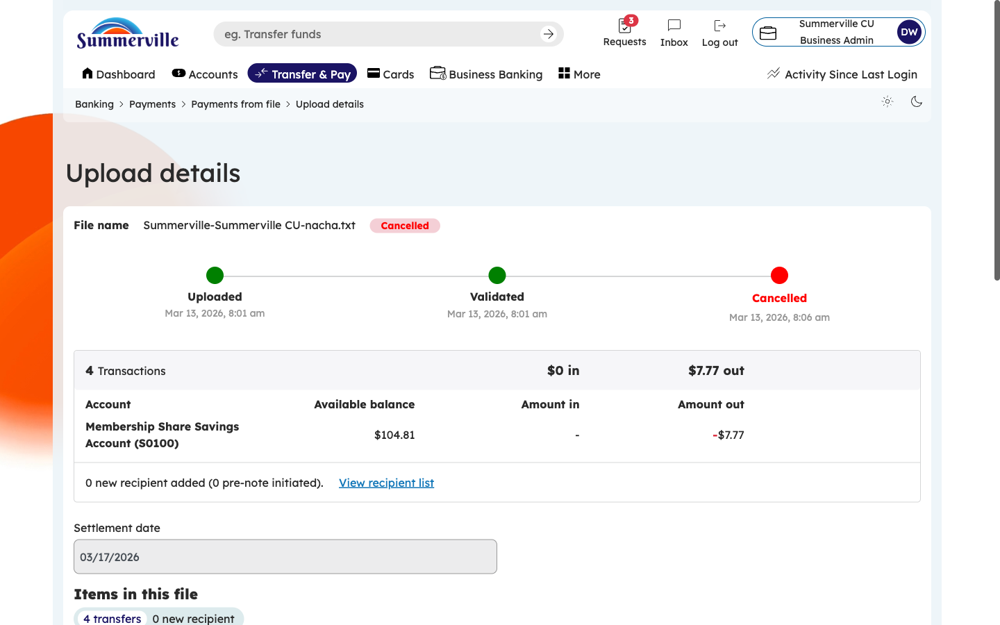 Summerville
eg. Transfer funds
3
Requests
Inbox
Log out
Summerville CU
Business Admin
DW
Dashboard
Accounts
Transfer & Pay
Cards
Business Banking
More
Activity Since Last Login
Banking > Payments > Payments from file > Upload details
Upload details
File name Summerville-Summerville CU-nacha.txt Cancelled
Uploaded
Mar 13, 2026, 8:01 am
Validated
Mar 13, 2026, 8:01 am
Cancelled
Mar 13, 2026, 8:06 am
4 Transactions $0 in $7.77 out
Account Available balance Amount in Amount out
Membership Share Savings
Account (S0100) $104.81 - -$7.77
0 new recipient added (0 pre-note initiated). View recipient list
Settlement date
03/17/2026
Items in this file
4 transfers 0 new recipient